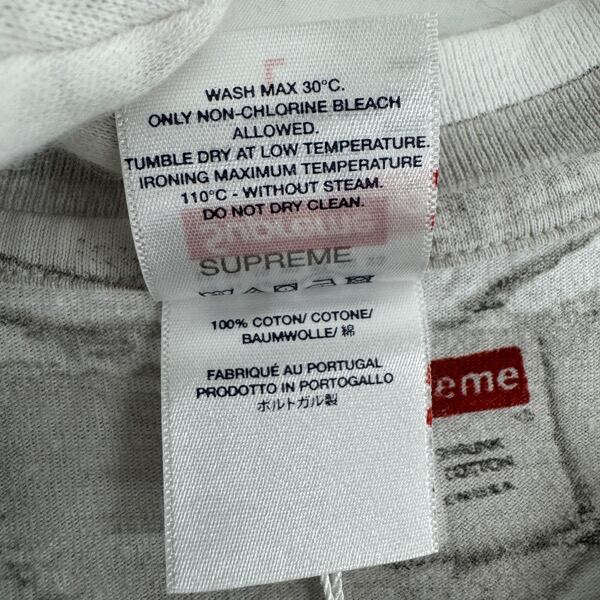 WASH MAX 30°C.
ONLY NON-CHLORINE BLEACH
ALLOWED.
TUMBLE DRY AT LOW TEMPERATURE.
IRONING MAXIMUM TEMPERATURE
110°C - WITHOUT STEAM.
DO NOT DRY CLEAN.
SUPREME
100% COTON/ COTONE/
BAUMWOLLE/ 綿
FABRIQUÉ AU PORTUGAL
PRODOTTO IN PORTOGALLO
ポルトガル製
eme
SHRUNK
COTTON